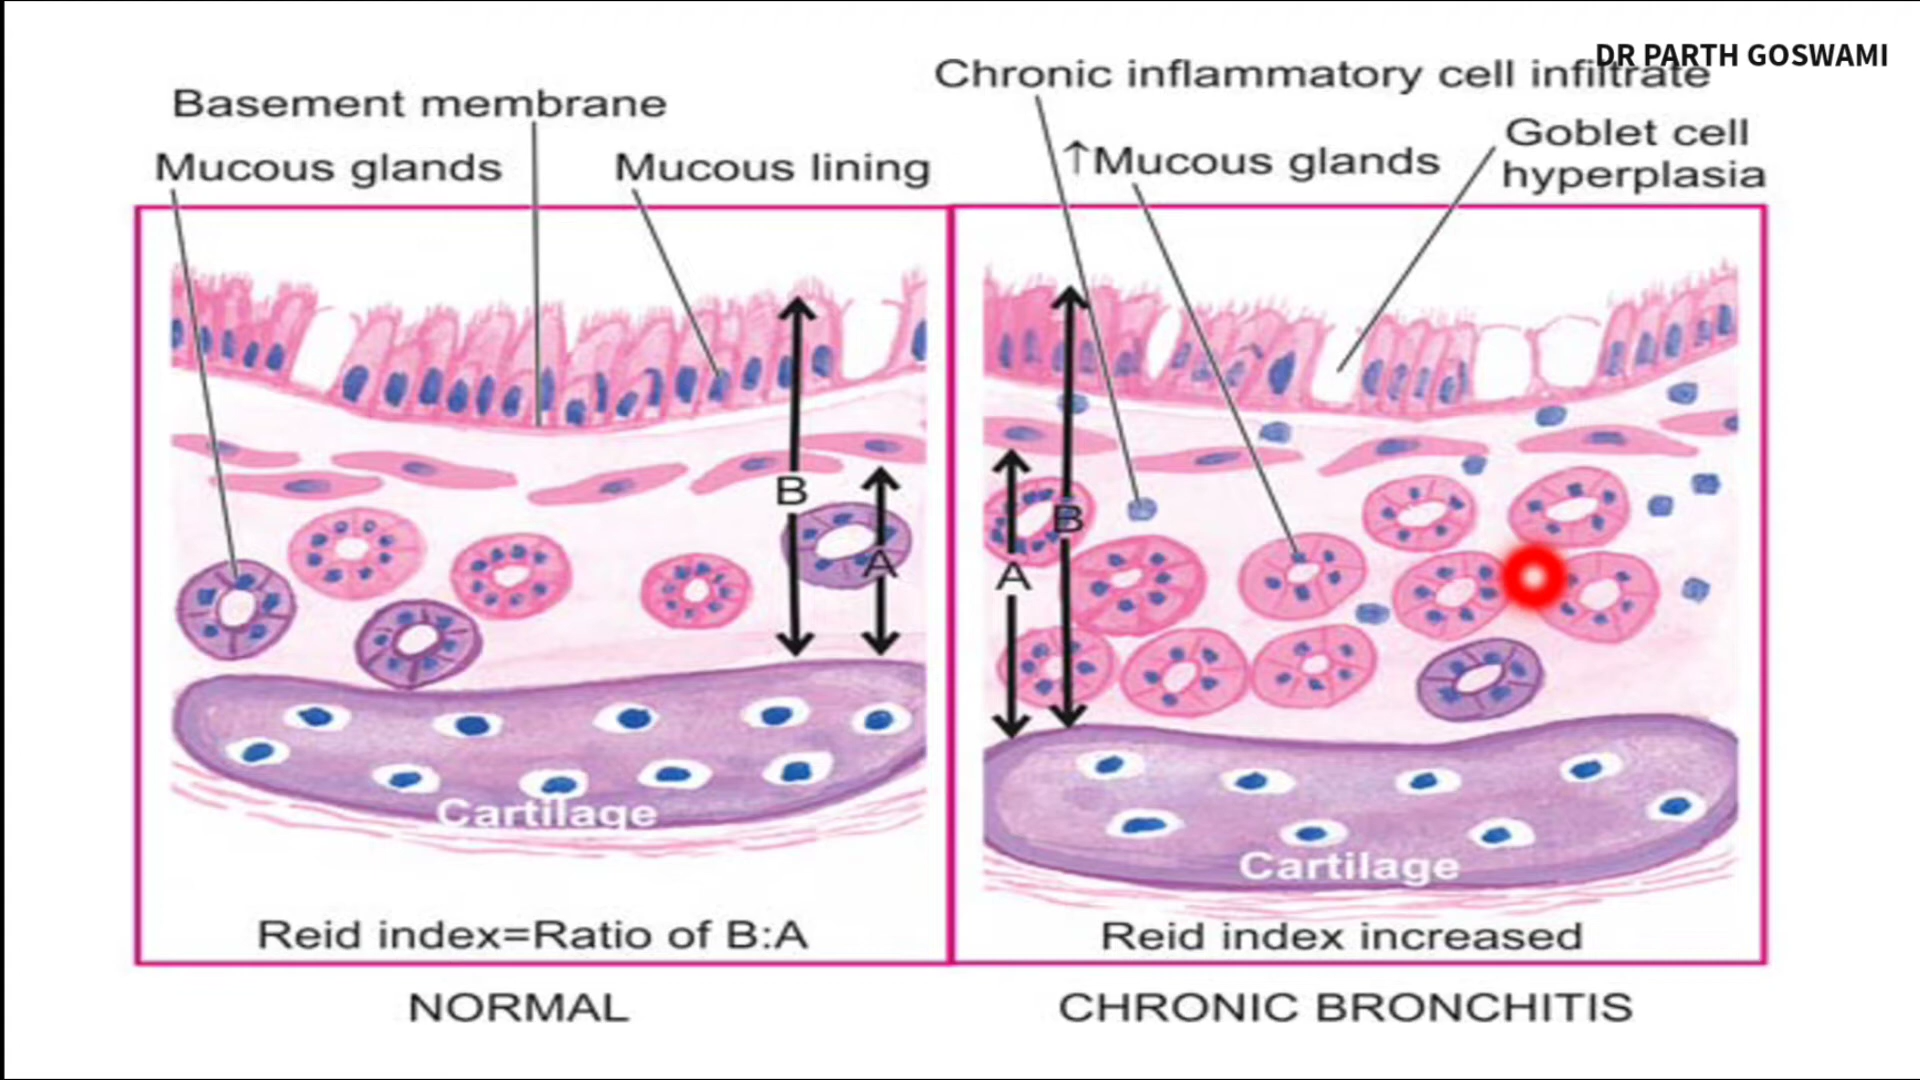 DR PARTH GOSWAMI
Chronic inflammatory cell infiltrate
Basement membrane
Goblet cell
hyperplasia
Mucous glands
Mucous lining
↑Mucous glands
B
A
B
A
Cartilage
Cartilage
Reid index=Ratio of B:A
Reid index increased
NORMAL
CHRONIC BRONCHITIS